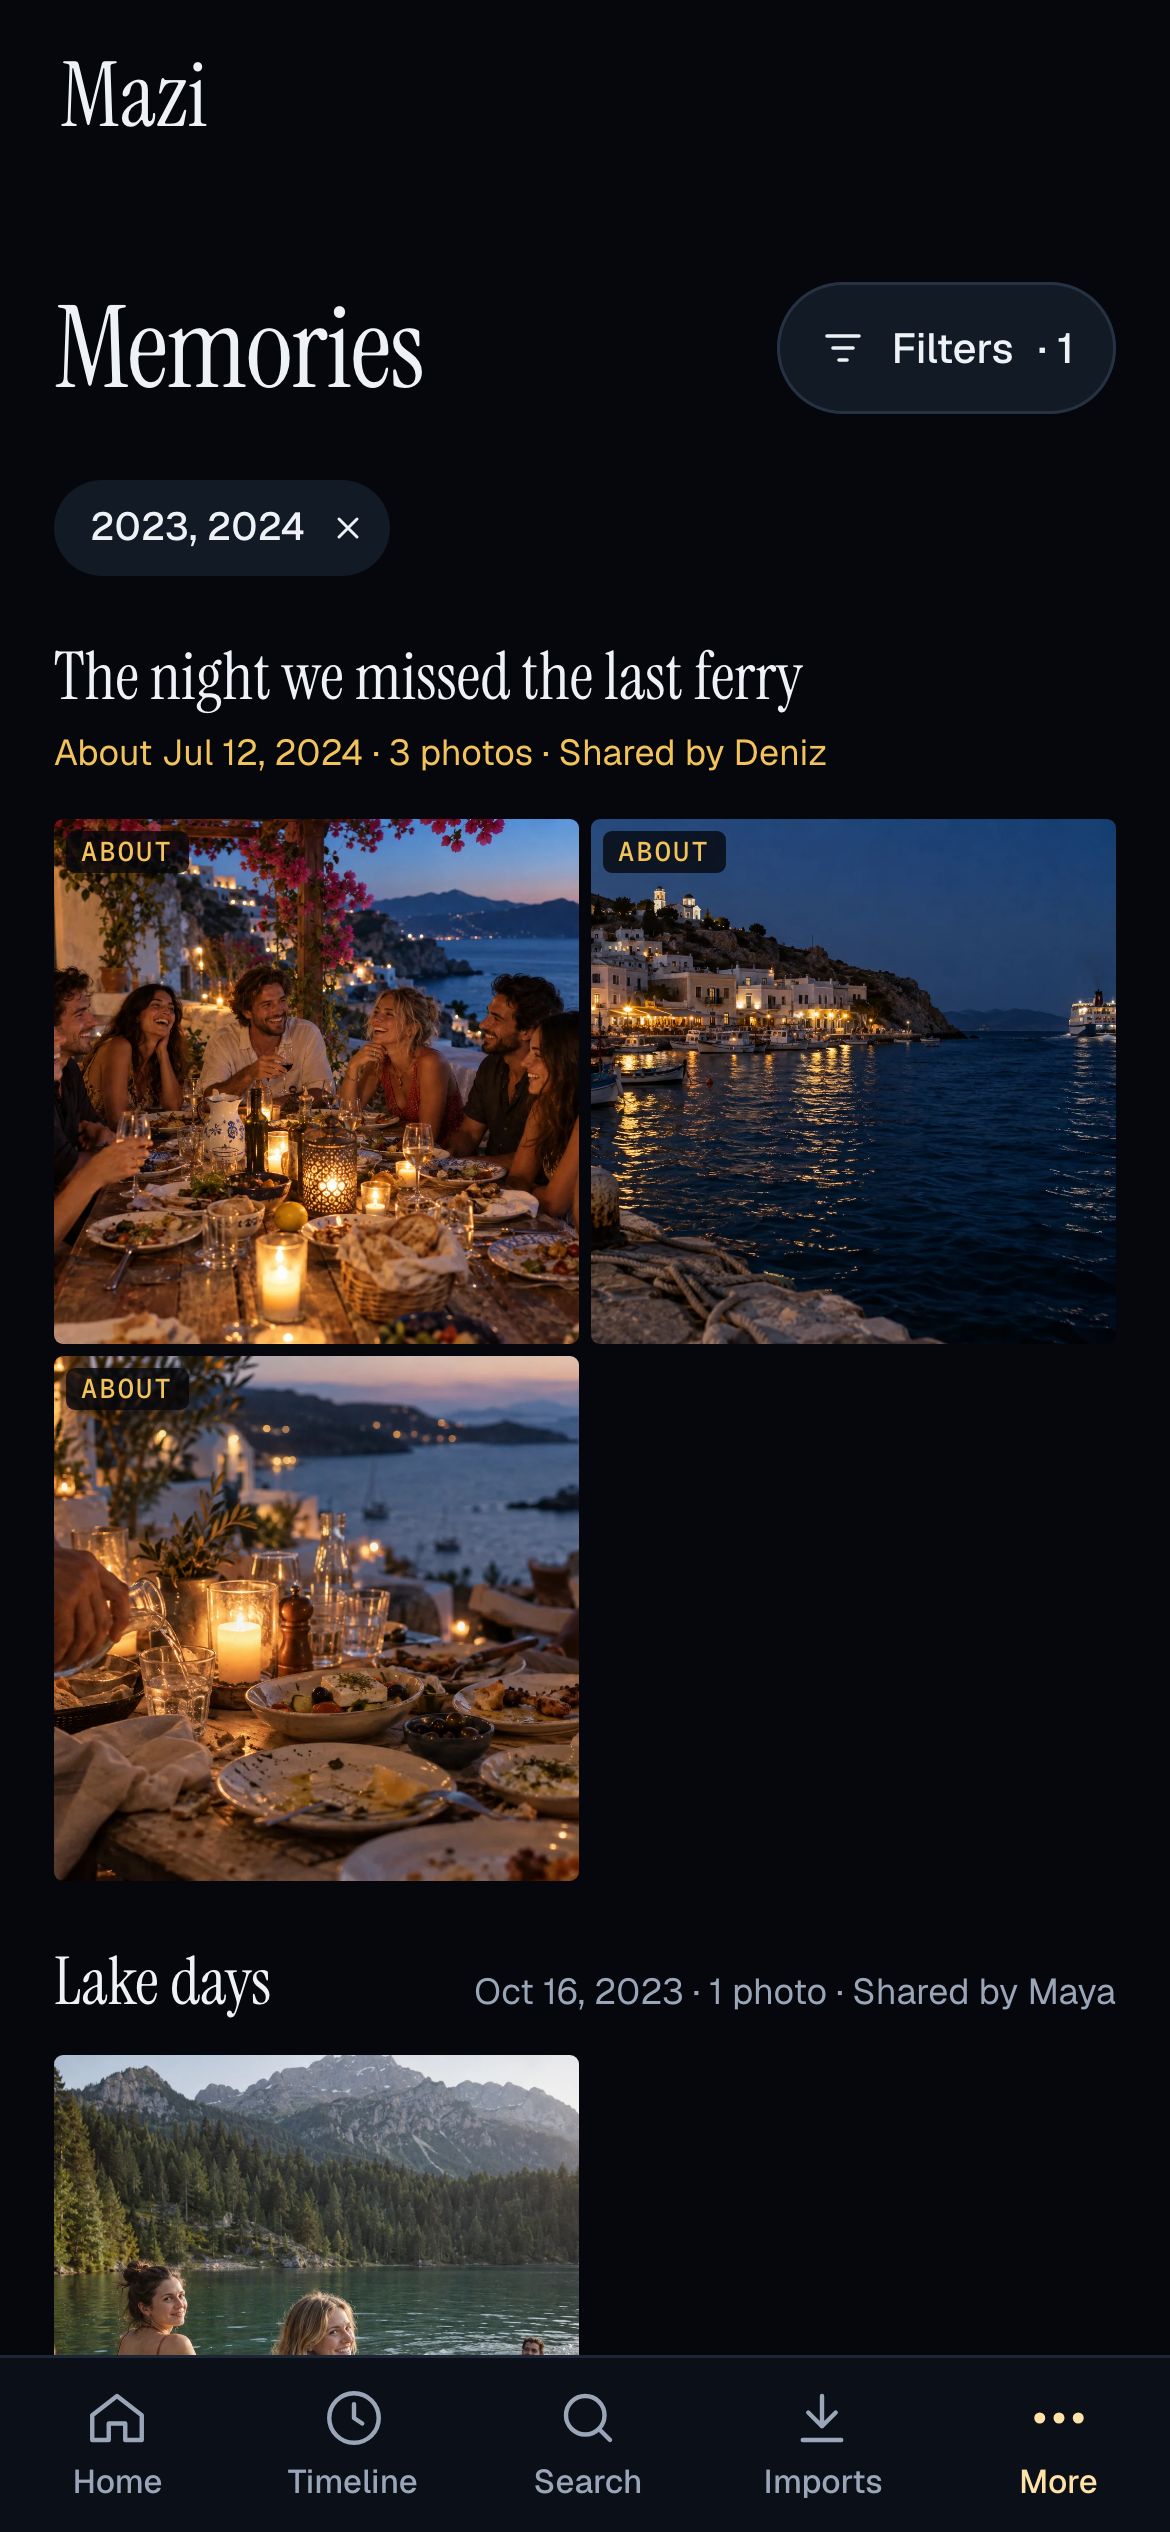 Mazi
Memories
Filters · 1
2023, 2024
The night we missed the last ferry
About Jul 12, 2024 · 3 photos · Shared by Deniz
ABOUT
ABOUT
ABOUT
Lake days
Oct 16, 2023 · 1 photo · Shared by Maya
Home
Timeline
Search
Imports
More